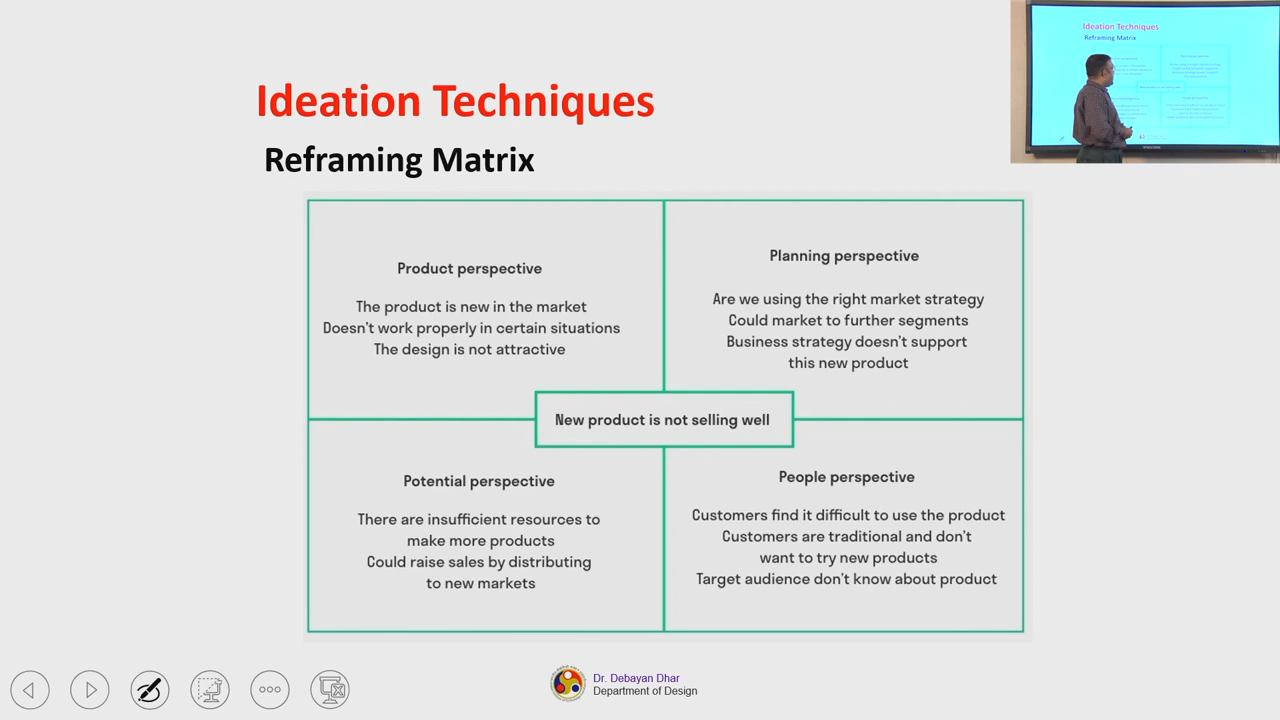 Ideation Techniques
Reframing Matrix
Product perspective
The product is new in the market
Doesn't work properly in certain situations
The design is not attractive
Planning perspective
Are we using the right market strategy
Could market to further segments
Business strategy doesn't support
this new product
New product is not selling well
Potential perspective
There are insufficient resources to
make more products
Could raise sales by distributing
to new markets
People perspective
Customers find it difficult to use the product
Customers are traditional and don't
want to try new products
Target audience don't know about product
Dr. Debayan Dhar
Department of Design
Ideation Techniques
Reframing Matrix